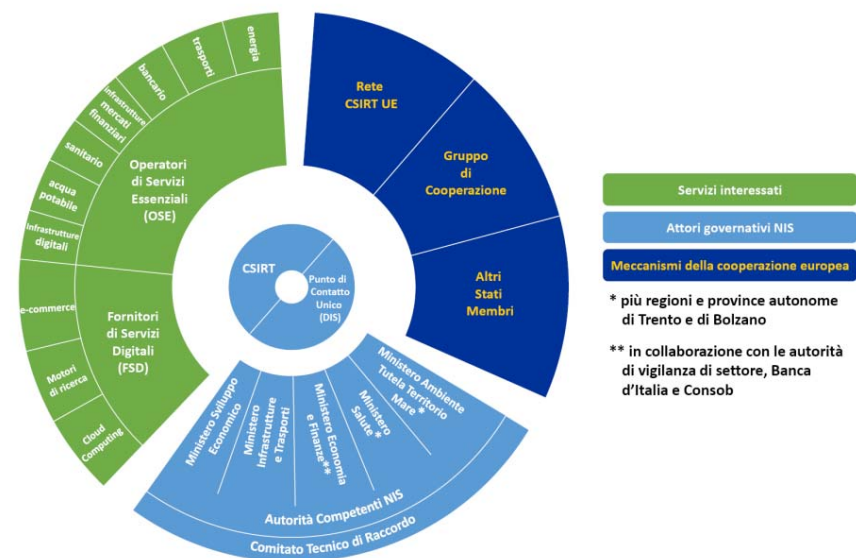 energia
trasporti
bancario
infrastrutture
mercati
finanziari
sanitario
acqua
potabile
Infrastrutture
digitali
e-commerce
Motori
di ricerca
Cloud
Computing
Operatori
di Servizi
Essenziali
(OSE)
Fornitori
di Servizi
Digitali
(FSD)
CSIRT
Punto di
Contatto
Unico
(DIS)
Rete
CSIRT UE
Gruppo
di
Cooperazione
Altri
Stati
Membri
Ministero Sviluppo
Economico
Ministero
Infrastrutture
e Trasporti
Ministero Economia
e Finanze**
Ministero
Salute*
Ministero Ambiente
Tutela Territorio
Mare *
Autorità Competenti NIS
Comitato Tecnico di Raccordo
Servizi interessati
Attori governativi NIS
Meccanismi della cooperazione europea
* più regioni e province autonome
di Trento e di Bolzano
** in collaborazione con le autorità
di vigilanza di settore, Banca
d'Italia e Consob